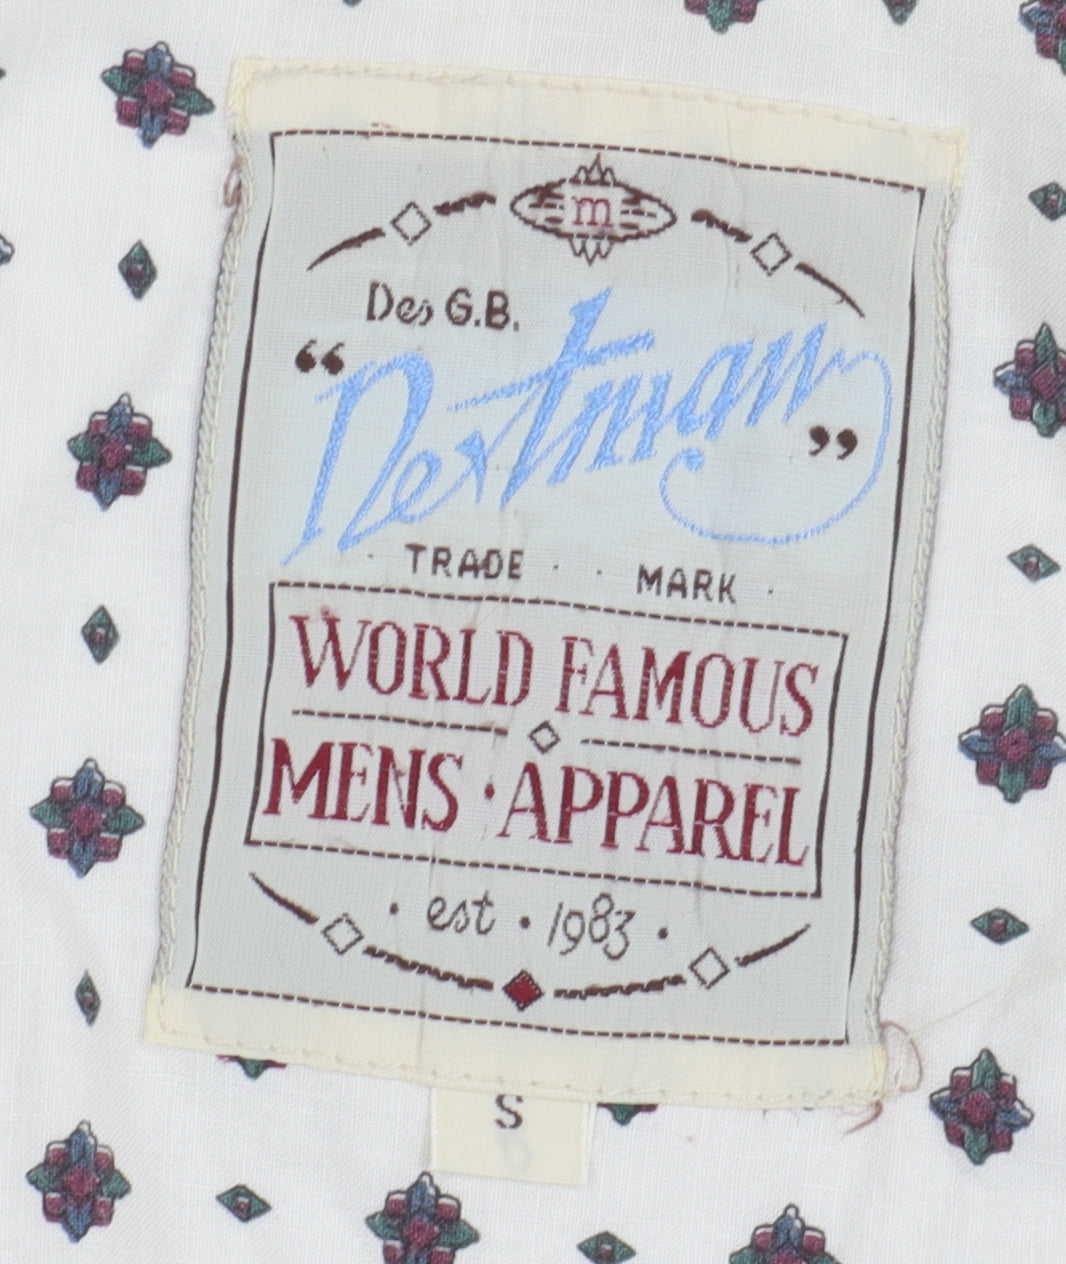 m
Des G.B.
“Dextman”
TRADE · · MARK ·
WORLD FAMOUS
MENS · APPAREL
· est · 1983 ·
S